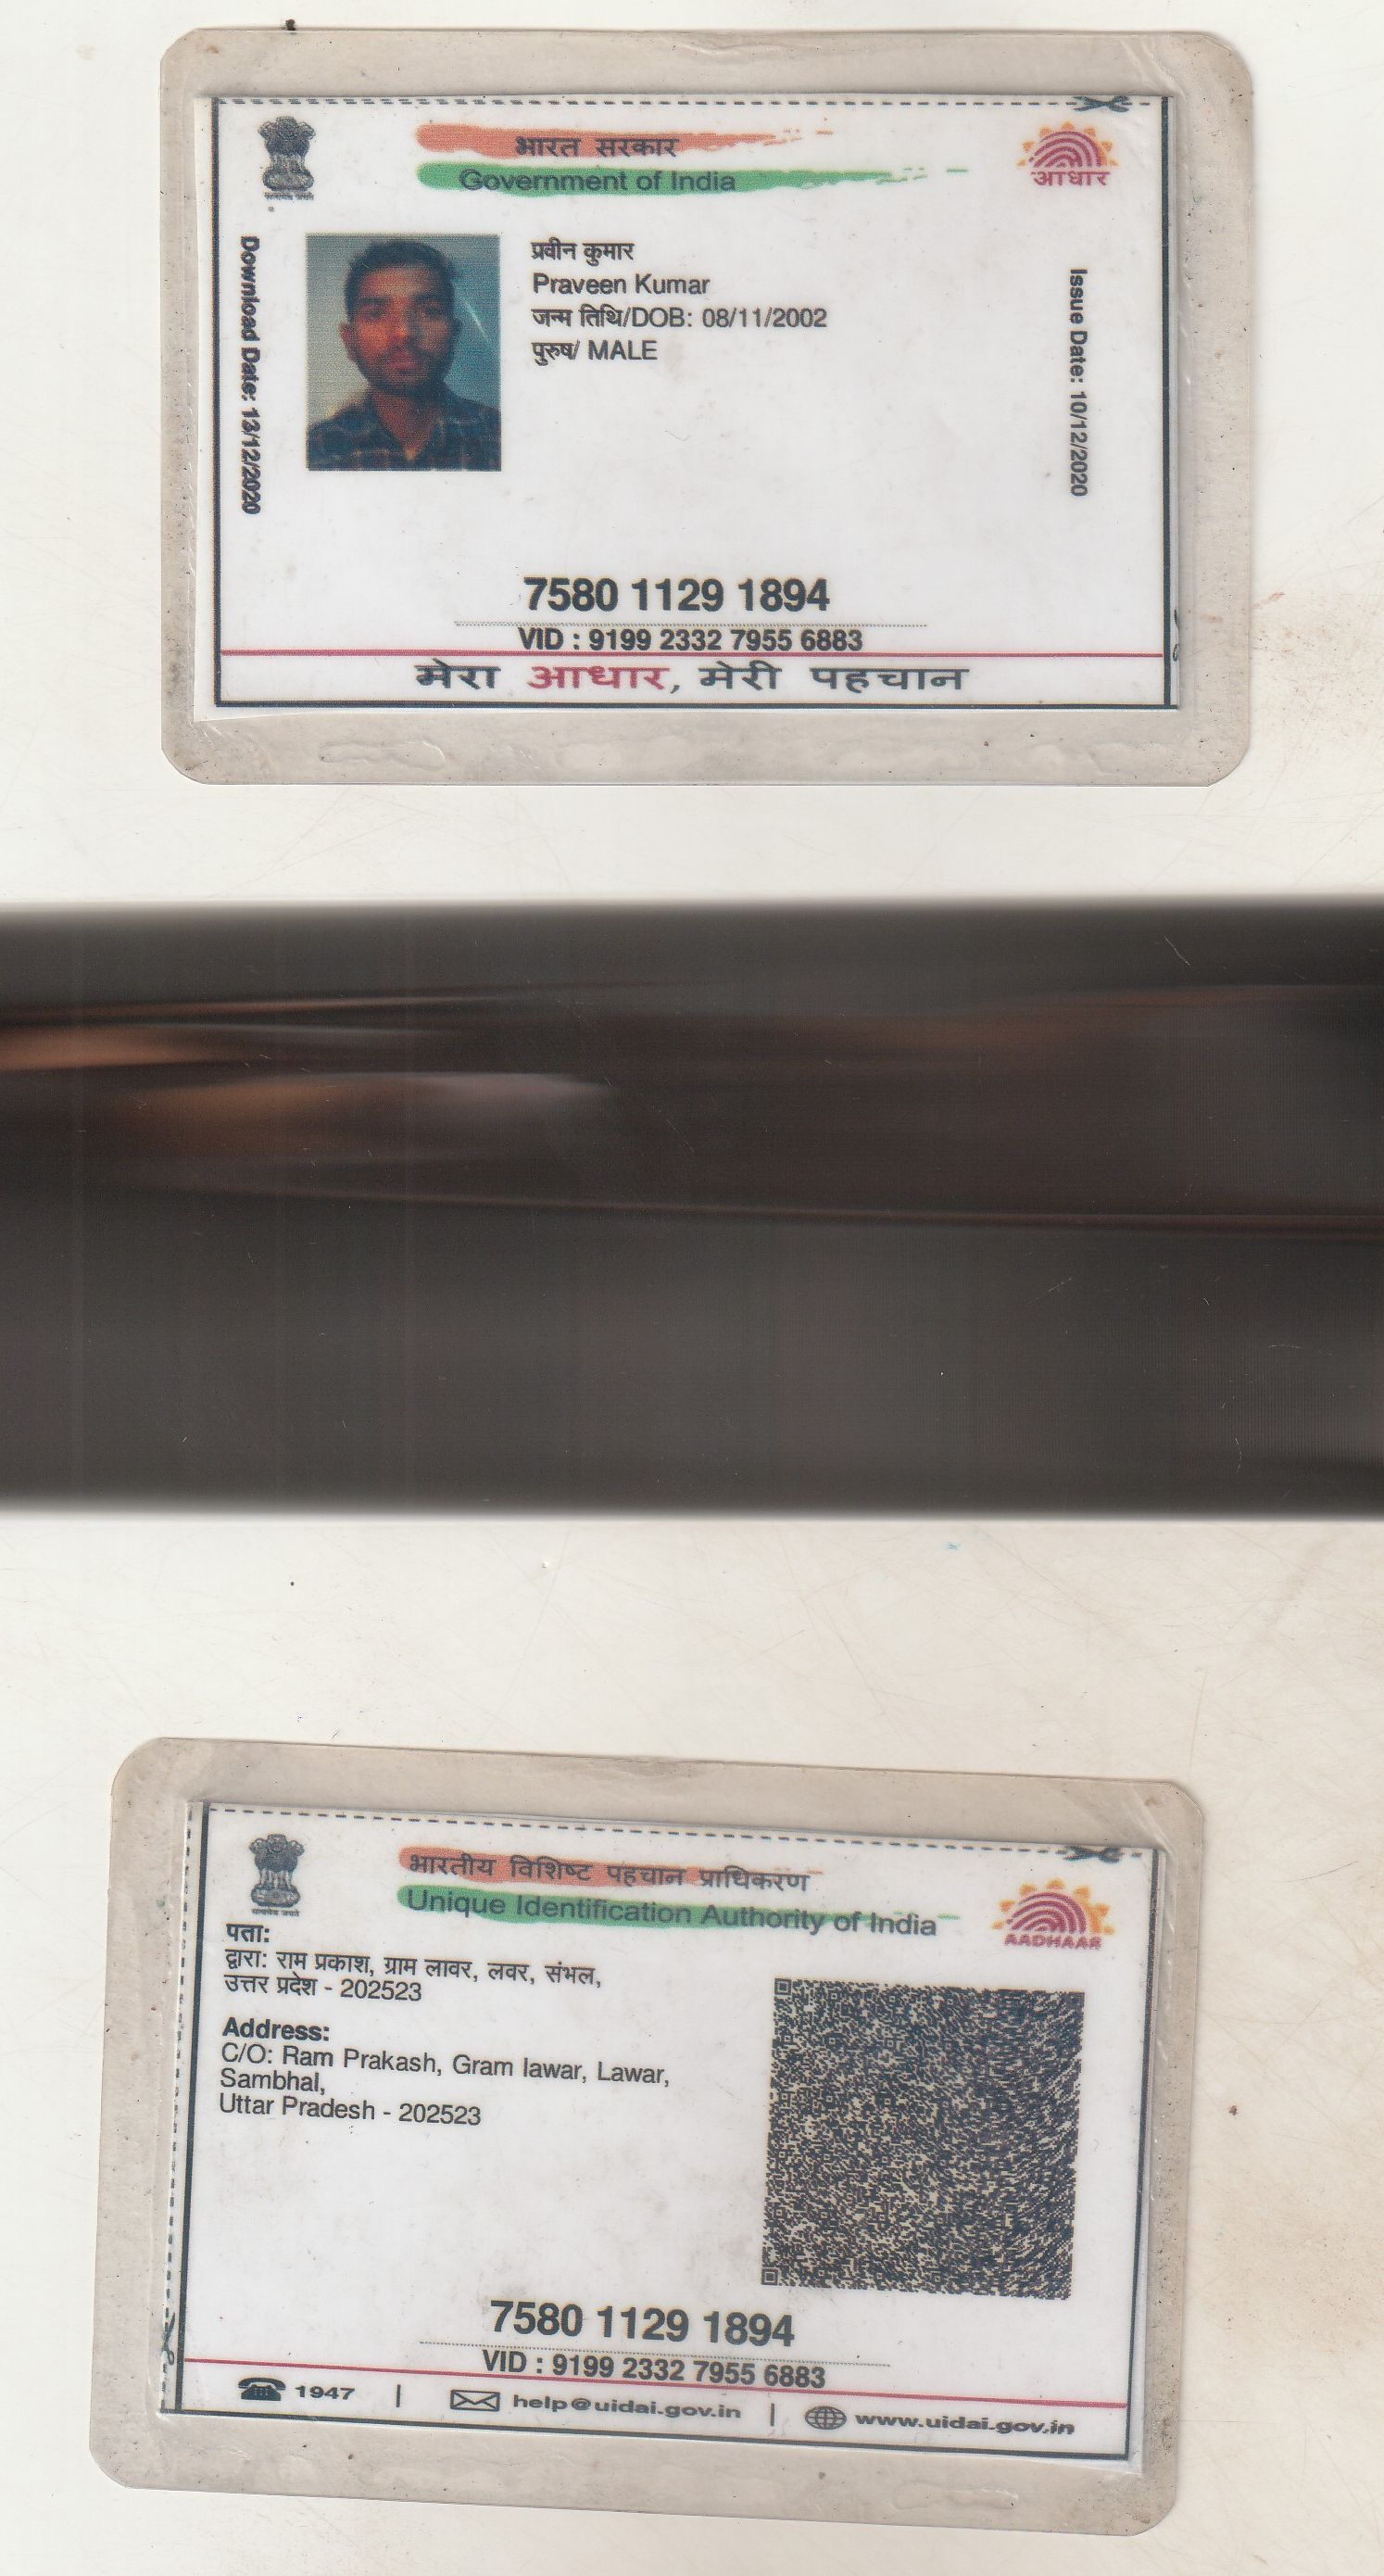 भारत सरकार
Government of India
आधार
Download Date: 13/12/2020
प्रवीन कुमार
Praveen Kumar
जन्म तिथि/DOB: 08/11/2002
पुरुष/ MALE
Issue Date: 10/12/2020
7580 1129 1894
VID : 9199 2332 7955 6883
मेरा आधार, मेरी पहचान
भारतीय विशिष्ट पहचान प्राधिकरण
Unique Identification Authority of India
AADHAAR
पता:
द्वारा: राम प्रकाश, ग्राम लावर, लवर, संभल,
उत्तर प्रदेश - 202523
Address:
C/O: Ram Prakash, Gram lawar, Lawar,
Sambhal,
Uttar Pradesh - 202523
7580 1129 1894
VID : 9199 2332 7955 6883
1947 | help@uidai.gov.in | www.uidai.gov.in